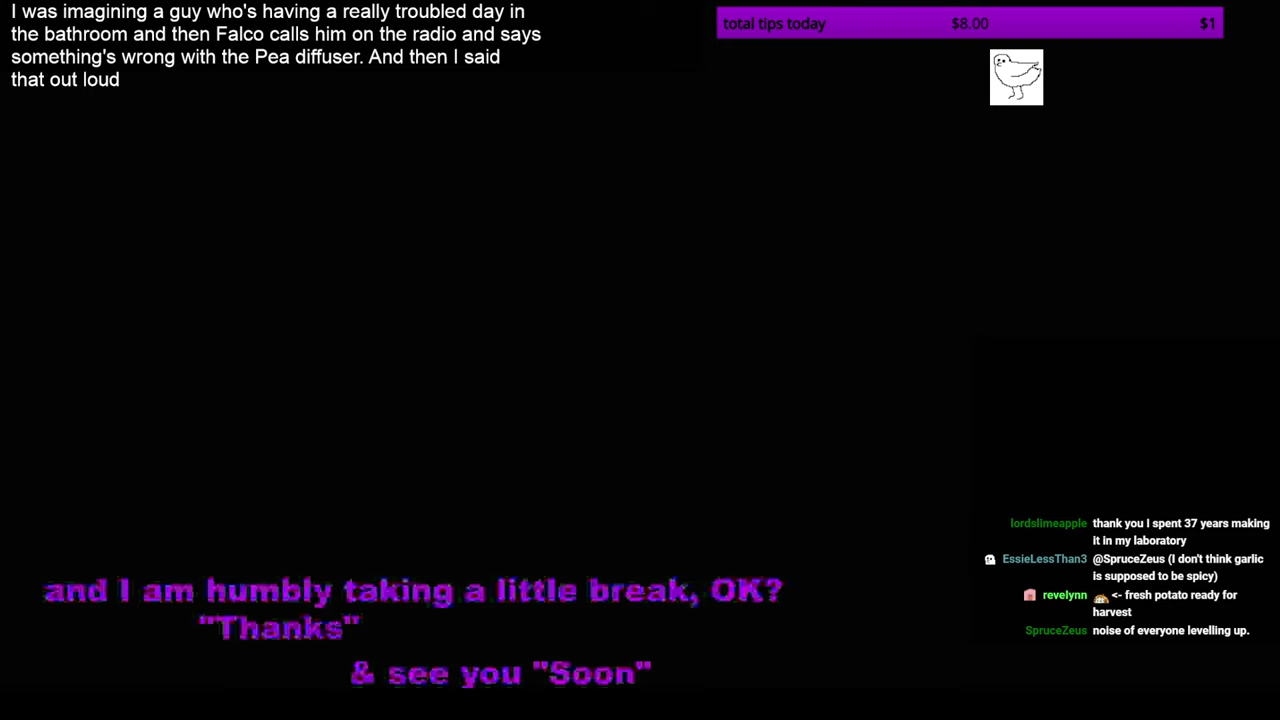 I was imagining a guy who's having a really troubled day in
the bathroom and then Falco calls him on the radio and says
something's wrong with the Pea diffuser. And then I said
that out loud
total tips today $8.00 $1
lordslimeapple thank you I spent 37 years making
it in my laboratory
EssieLessThan3 @SpruceZeus (I don't think garlic
is supposed to be spicy)
revelynn <- fresh potato ready for
harvest
SpruceZeus noise of everyone levelling up.
and I am humbly taking a little break, OK?
"Thanks"
& see you "Soon"